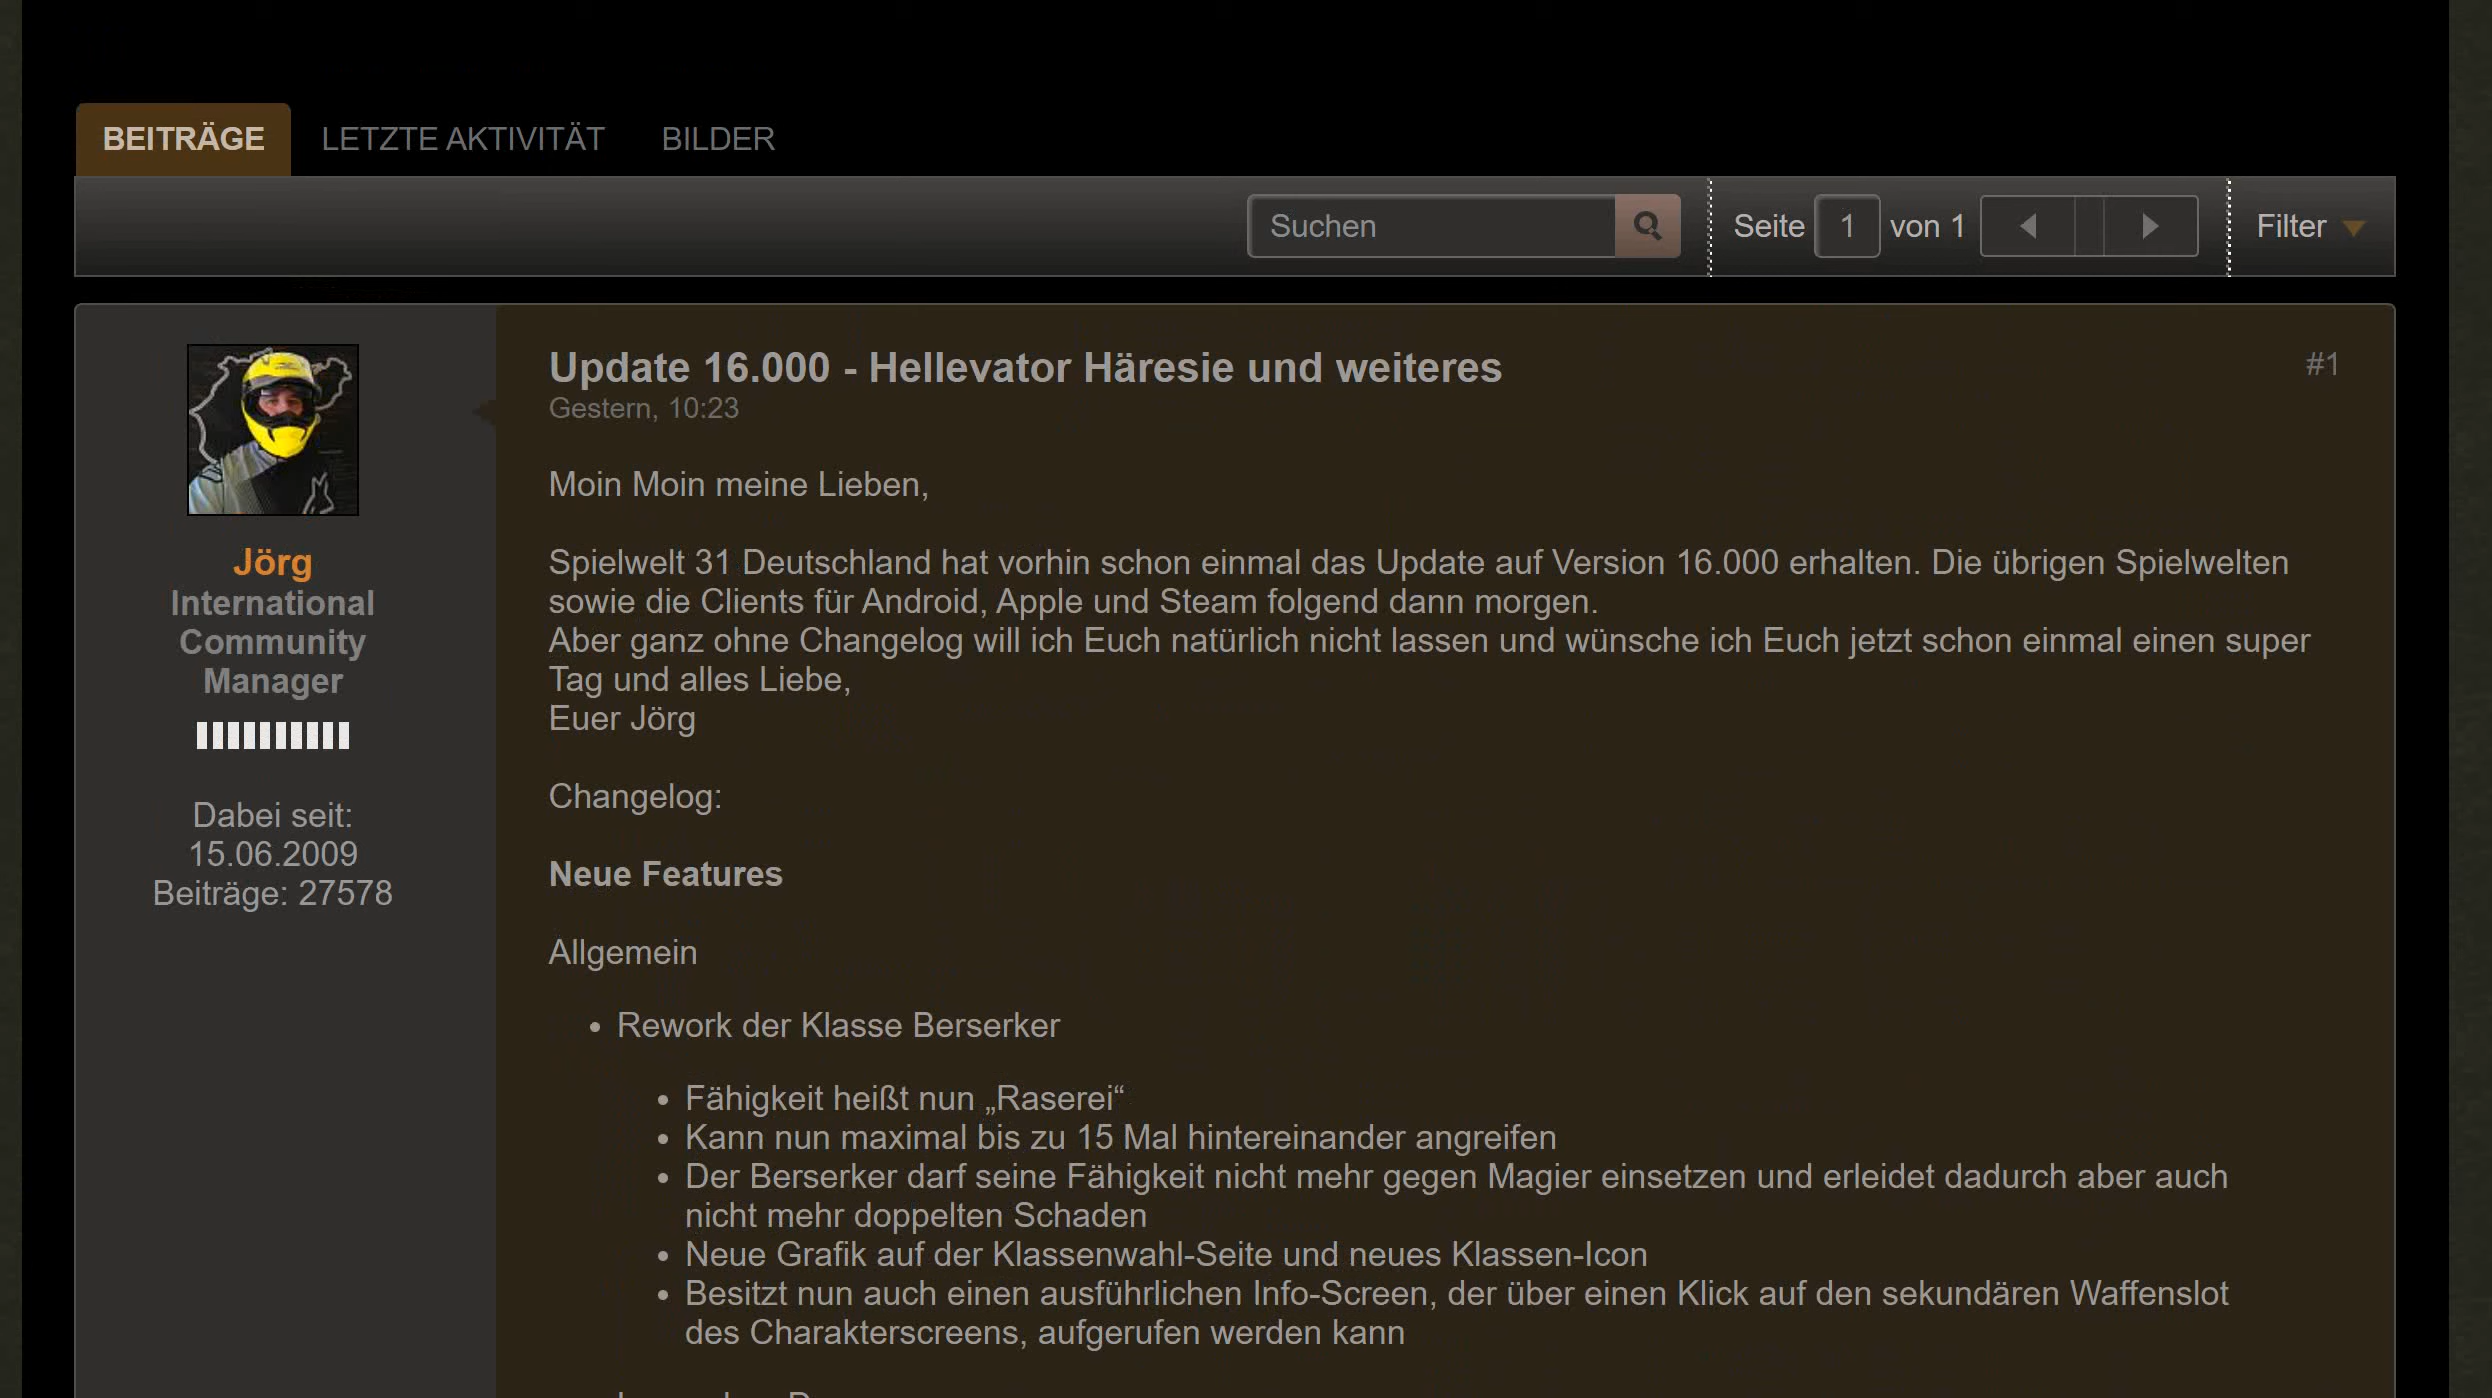 BEITRÄGE LETZTE AKTIVITÄT BILDER
Suchen Seite 1 von 1 Filter
Jörg
International
Community
Manager
Dabei seit:
15.06.2009
Beiträge: 27578
Update 16.000 - Hellevator Häresie und weiteres #1
Gestern, 10:23
Moin Moin meine Lieben,
Spielwelt 31 Deutschland hat vorhin schon einmal das Update auf Version 16.000 erhalten. Die übrigen Spielwelten
sowie die Clients für Android, Apple und Steam folgend dann morgen.
Aber ganz ohne Changelog will ich Euch natürlich nicht lassen und wünsche ich Euch jetzt schon einmal einen super
Tag und alles Liebe,
Euer Jörg
Changelog:
Neue Features
Allgemein
• Rework der Klasse Berserker
• Fähigkeit heißt nun „Raserei“
• Kann nun maximal bis zu 15 Mal hintereinander angreifen
• Der Berserker darf seine Fähigkeit nicht mehr gegen Magier einsetzen und erleidet dadurch aber auch
nicht mehr doppelten Schaden
• Neue Grafik auf der Klassenwahl-Seite und neues Klassen-Icon
• Besitzt nun auch einen ausführlichen Info-Screen, der über einen Klick auf den sekundären Waffenslot
des Charakterscreens, aufgerufen werden kann